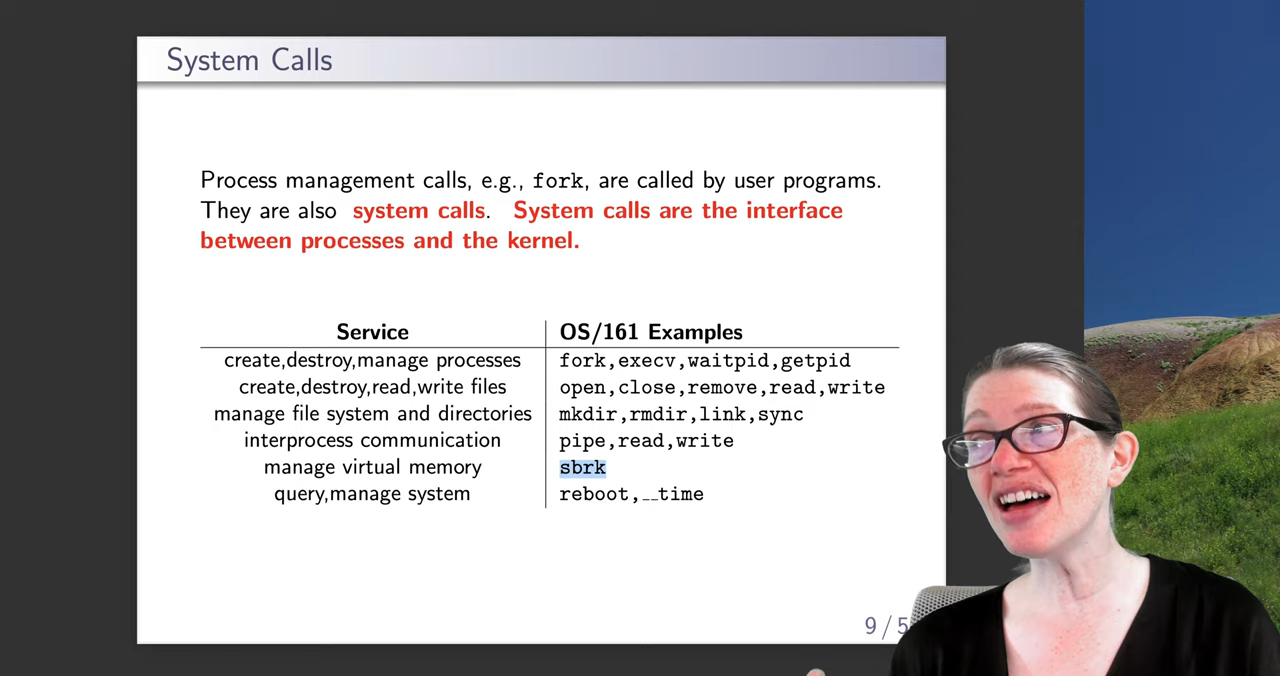 System Calls
Process management calls, e.g., fork, are called by user programs.
They are also system calls. System calls are the interface
between processes and the kernel.
Service OS/161 Examples
create,destroy,manage processes fork,execv,waitpid,getpid
create,destroy,read,write files open,close,remove,read,write
manage file system and directories mkdir,rmdir,link,sync
interprocess communication pipe,read,write
manage virtual memory sbrk
query,manage system reboot,__time
9 / 5